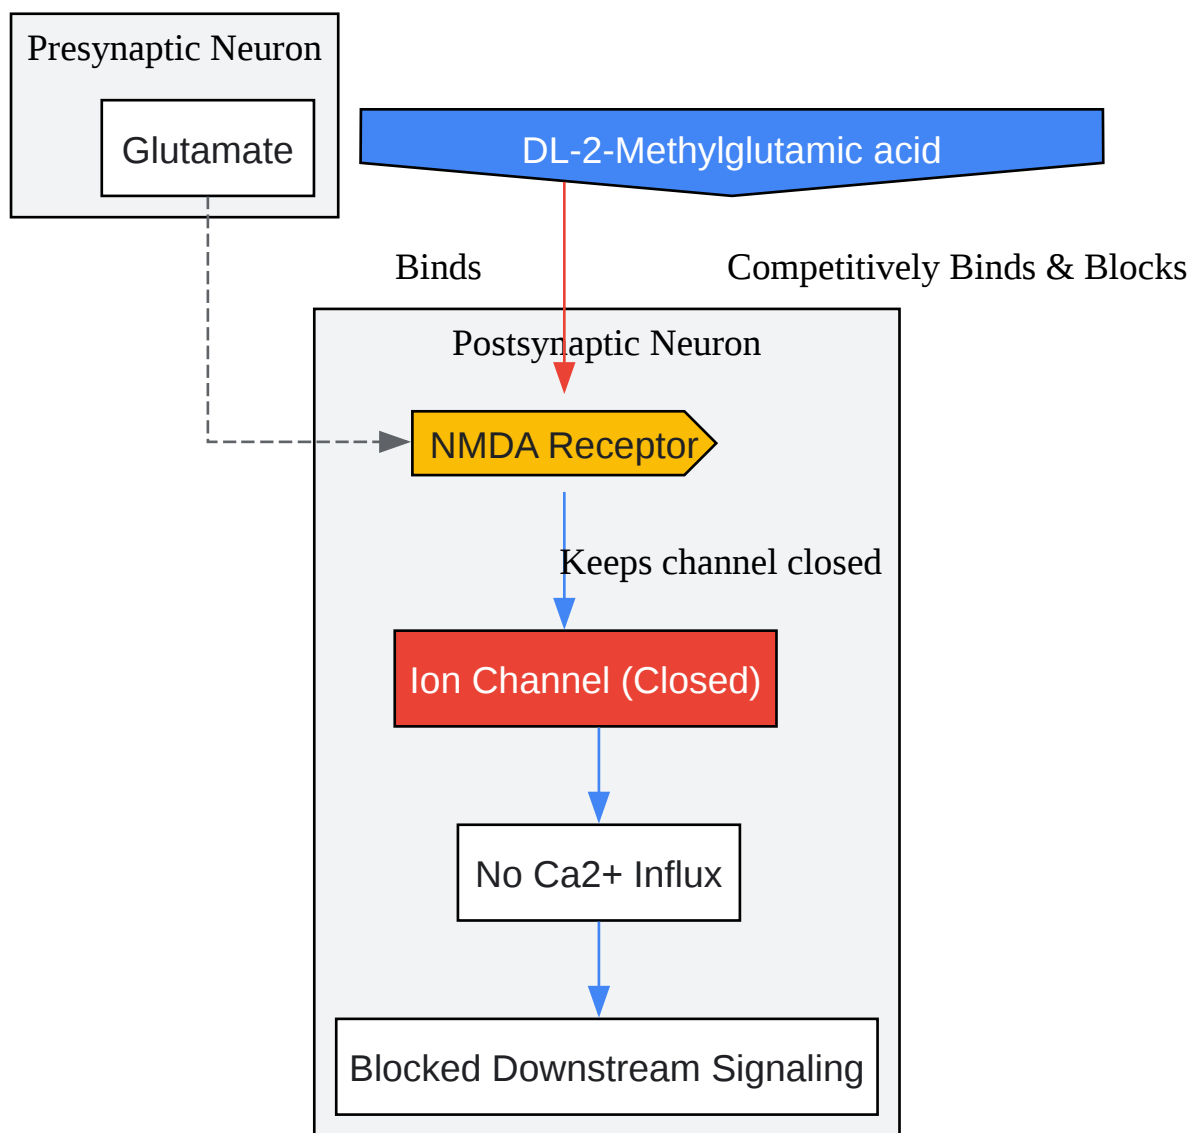 Presynaptic Neuron
Glutamate
DL-2-Methylglutamic acid
Binds
Competitively Binds & Blocks
Postsynaptic Neuron
NMDA Receptor
Keeps channel closed
Ion Channel (Closed)
No Ca2+ Influx
Blocked Downstream Signaling